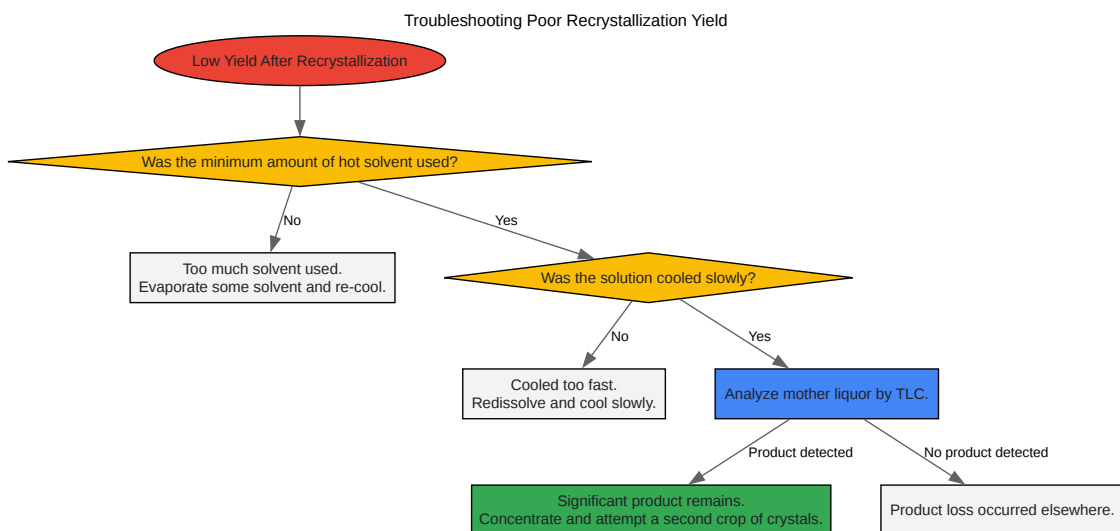 Troubleshooting Poor Recrystallization Yield
Low Yield After Recrystallization
Was the minimum amount of hot solvent used?
No
Yes
Too much solvent used.
Evaporate some solvent and re-cool.
Was the solution cooled slowly?
No
Yes
Cooled too fast.
Redissolve and cool slowly.
Analyze mother liquor by TLC.
Product detected
No product detected
Significant product remains.
Concentrate and attempt a second crop of crystals.
Product loss occurred elsewhere.